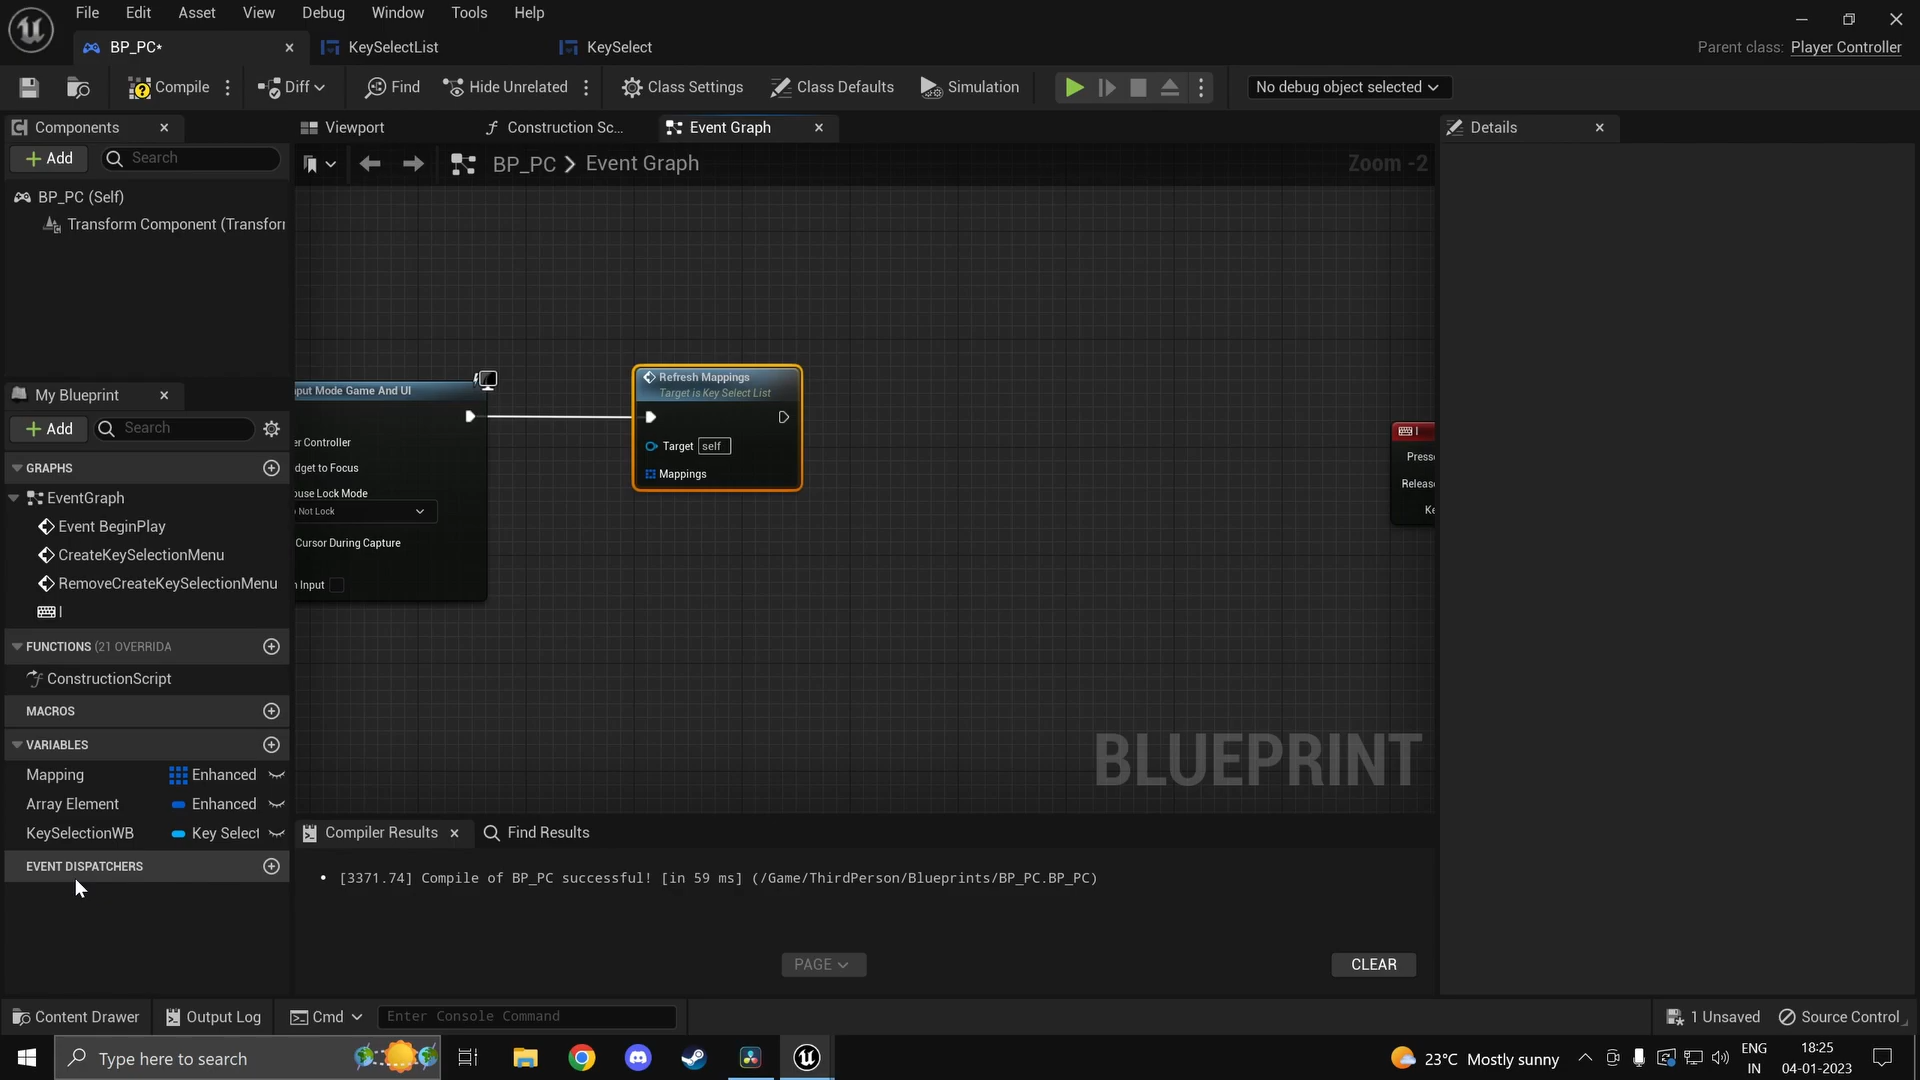 File Edit Asset View Debug Window Tools Help
BP_PC* KeySelectList KeySelect Parent class: Player Controller
Compile Diff Find Hide Unrelated Class Settings Class Defaults Simulation No debug object selected
Components Viewport Construction Sc... Event Graph Details
Add Search BP_PC > Event Graph Zoom -2
BP_PC (Self)
Transform Component (Transfor
My Blueprint
Add Search
GRAPHS
EventGraph
Event BeginPlay
CreateKeySelectionMenu
RemoveCreateKeySelectionMenu
I
FUNCTIONS (21 OVERRIDA
ConstructionScript
MACROS
VARIABLES
Mapping Enhanced
Array Element Enhanced
KeySelectionWB Key Select
EVENT DISPATCHERS
nput Mode Game And UI
er Controller
dget to Focus
ouse Lock Mode
Not Lock
Cursor During Capture
h Input
Refresh Mappings
Target is Key Select List
Target self
Mappings
I
Presse
Release
Ke
BLUEPRINT
Compiler Results Find Results
• [3371.74] Compile of BP_PC successful! [in 59 ms] (/Game/ThirdPerson/Blueprints/BP_PC.BP_PC)
PAGE CLEAR
Content Drawer Output Log Cmd Enter Console Command 1 Unsaved Source Control
Type here to search 23°C Mostly sunny ENG 18:25
IN 04-01-2023